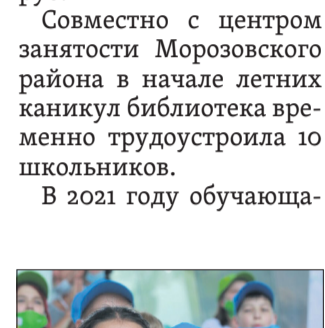 Совместно с центром
занятости Морозовского
района в начале летних
каникул библиотека вре-
менно трудоустроила 10
школьников.
В 2021 году обучающа-